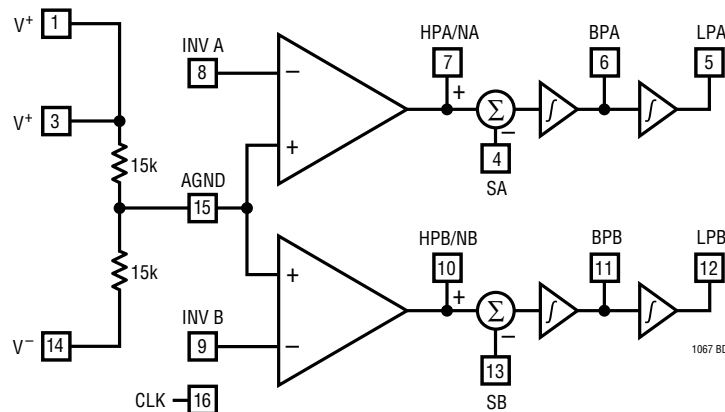 V+ 1
HPA/NA
BPA
LPA
INV A
7
6
5
8
−
+
Σ
∫
∫
V+ 3
−
15k
+
4
AGND
SA
15
HPB/NB
BPB
LPB
10
11
12
15k
+
+
Σ
∫
∫
INV B
−
V− 14
9
−
13
1067 BD
CLK 16
SB